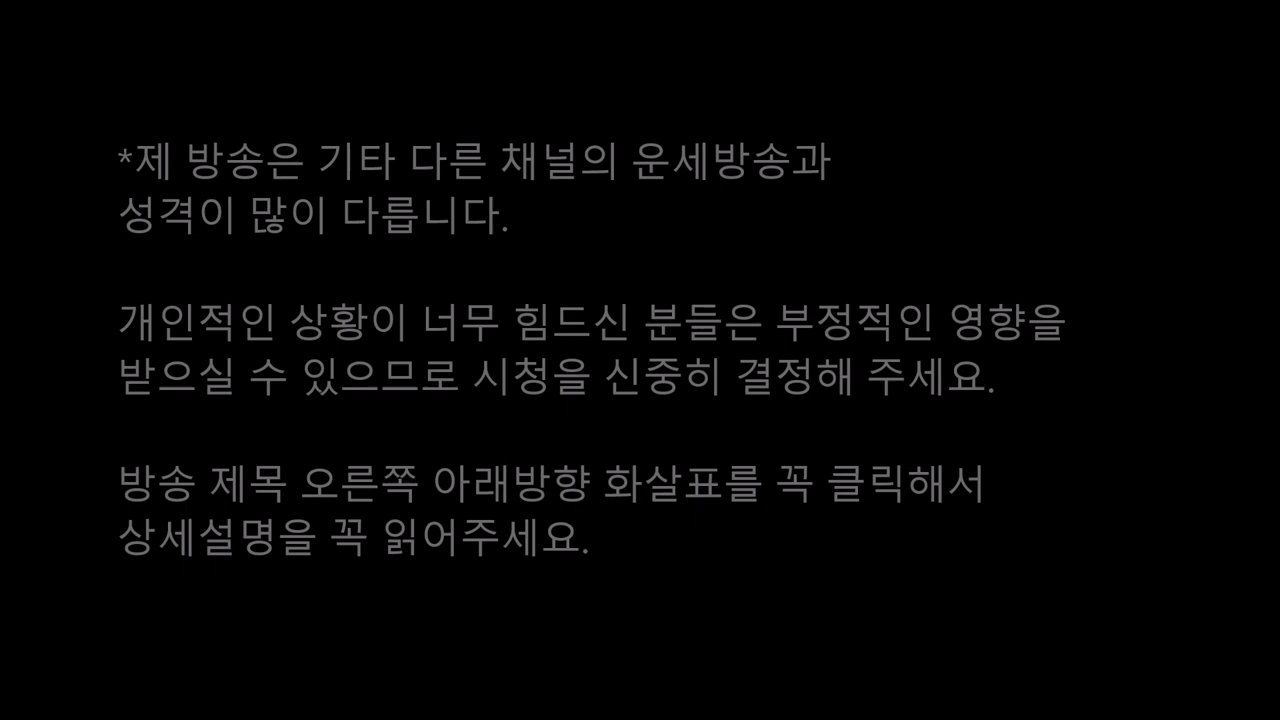 *제 방송은 기타 다른 채널의 운세방송과
성격이 많이 다릅니다.
개인적인 상황이 너무 힘드신 분들은 부정적인 영향을
받으실 수 있으므로 시청을 신중히 결정해 주세요.
방송 제목 오른쪽 아래방향 화살표를 꼭 클릭해서
상세설명을 꼭 읽어주세요.